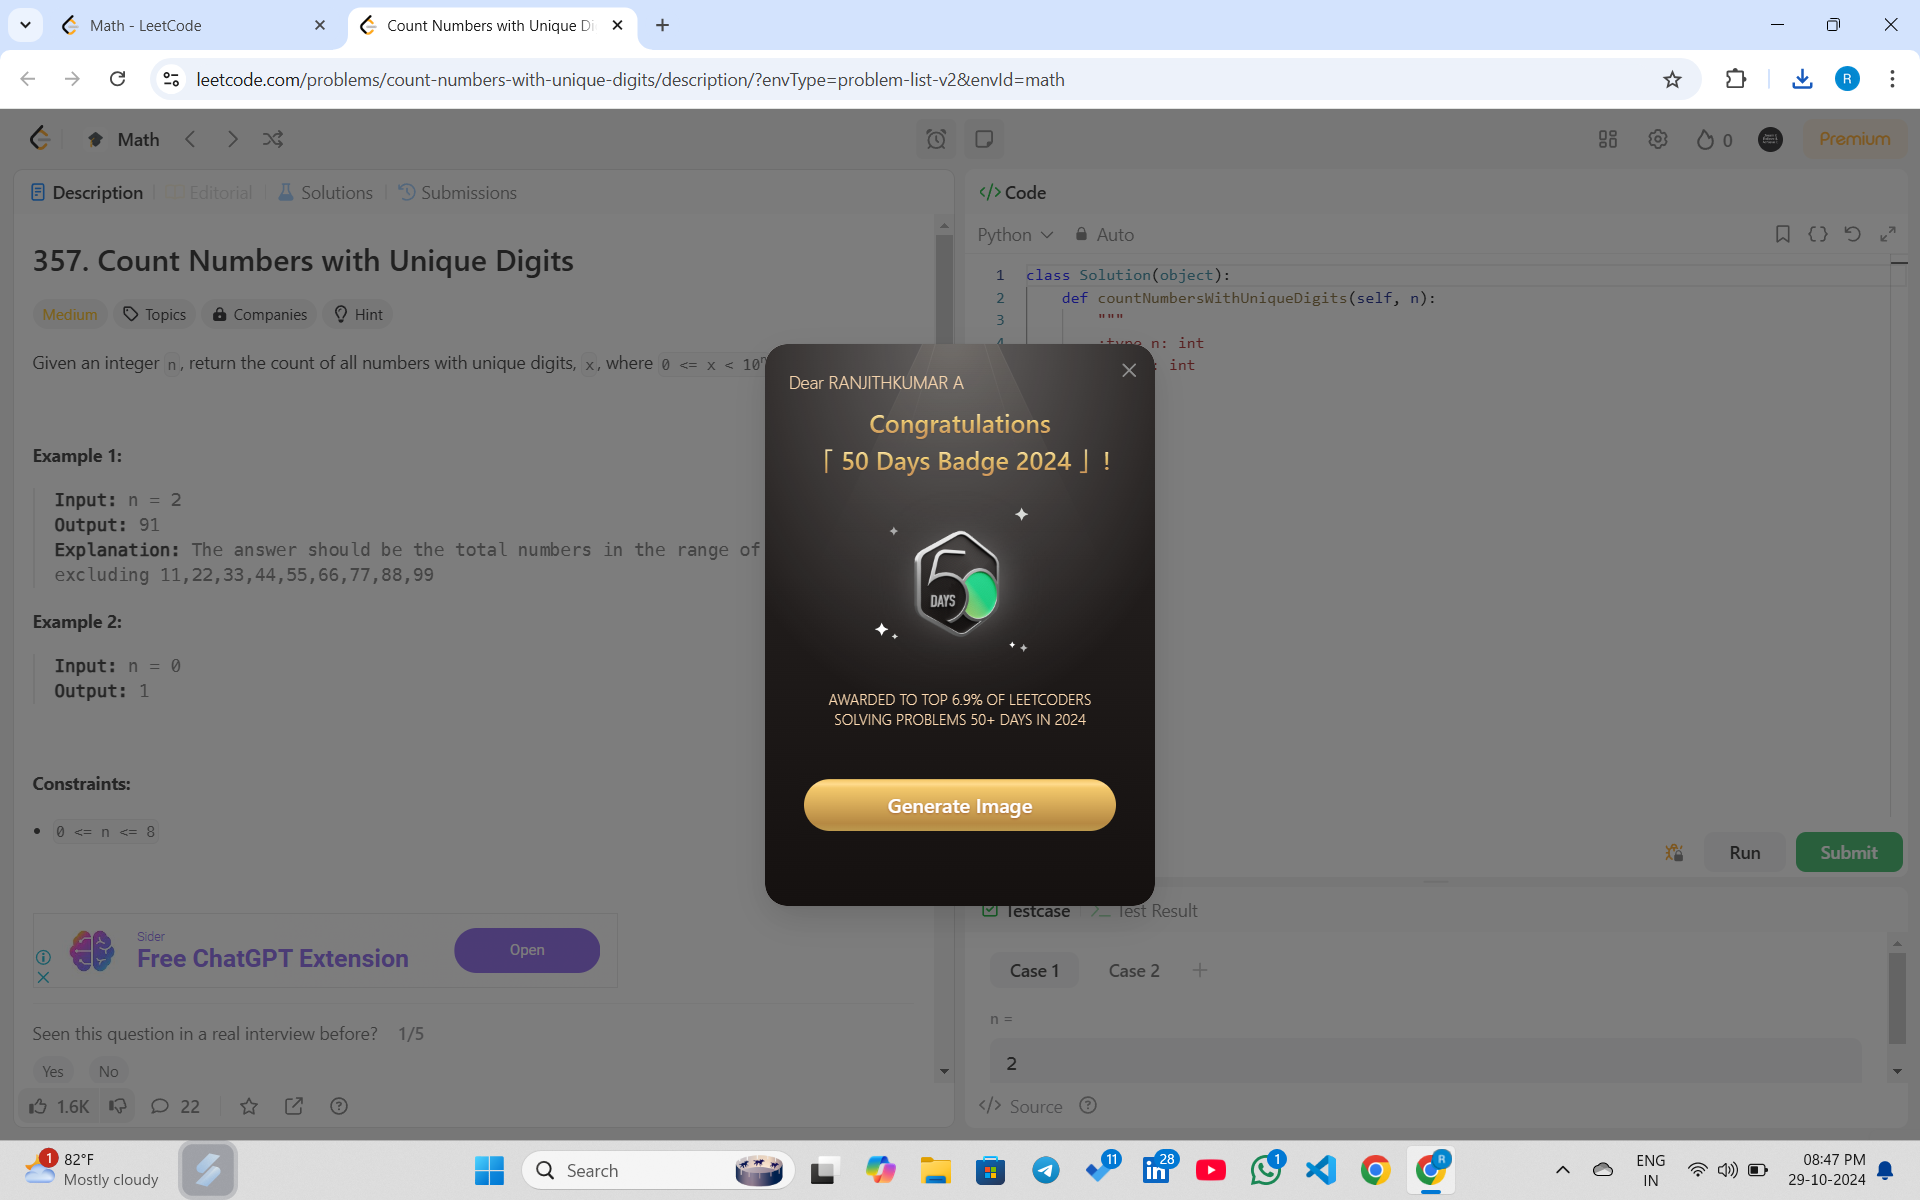 Math - LeetCode
Count Numbers with Unique Di
leetcode.com/problems/count-numbers-with-unique-digits/description/?envType=problem-list-v2&envId=math
R
Math
0
Premium
Description
Editorial
Solutions
Submissions
357. Count Numbers with Unique Digits
Medium
Topics
Companies
Hint
Given an integer n, return the count of all numbers with unique digits, x, where 0 <= x < 10^n
Example 1:
Input: n = 2
Output: 91
Explanation: The answer should be the total numbers in the range of
excluding 11,22,33,44,55,66,77,88,99
Example 2:
Input: n = 0
Output: 1
Constraints:
0 <= n <= 8
Sider
Free ChatGPT Extension
Open
Seen this question in a real interview before? 1/5
Yes
No
1.6K
22
</> Code
Python
Auto
1 class Solution(object):
2 def countNumbersWithUniqueDigits(self, n):
3 """
4 :type n: int
: int
Dear RANJITHKUMAR A
Congratulations
「 50 Days Badge 2024 」 !
50
DAYS
AWARDED TO TOP 6.9% OF LEETCODERS
SOLVING PROBLEMS 50+ DAYS IN 2024
Generate Image
Run
Submit
Testcase
Test Result
Case 1
Case 2
n =
2
</> Source
1
82°F
Mostly cloudy
Search
11
28
1
R
ENG
IN
08:47 PM
29-10-2024